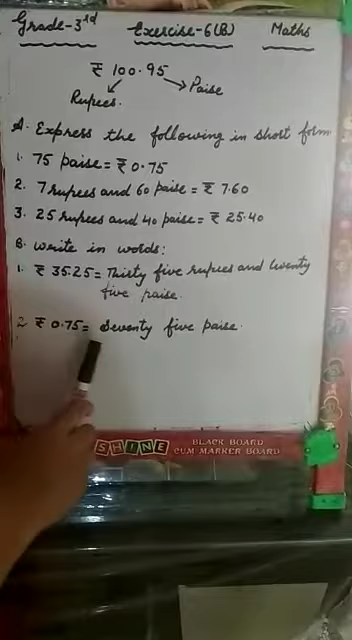 Grade-3rd Exercise-6(B) Maths
₹ 100.95
Rupees. Paise
A. Express the following in short form
1. 75 paise = ₹ 0.75
2. 7 rupees and 60 paise = ₹ 7.60
3. 25 rupees and 40 paise = ₹ 25.40
B. Write in words:
1. ₹ 35.25 = Thirty five rupees and twenty
five paise.
2. ₹ 0.75 = Seventy five paise.
SHINE BLACK BOARD
CUM MARKER BOARD